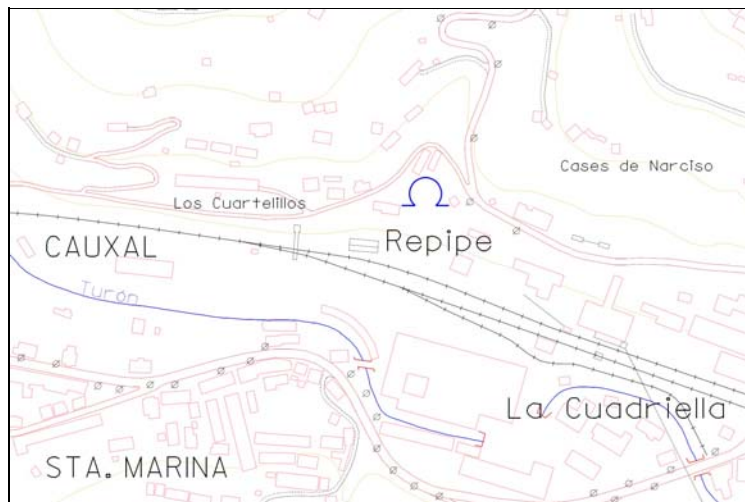 Cases de Narciso
Los Cuartelillos
CAUXAL
Repipe
Turón
La Cuadriella
STA. MARINA